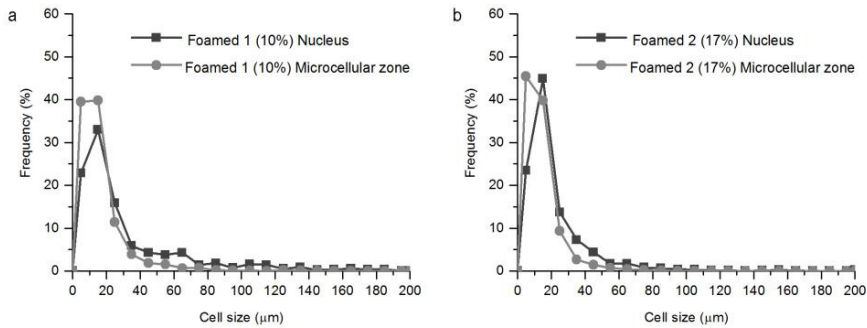 a
60
50
40
30
20
10
0
Frequency (%)
Foamed 1 (10%) Nucleus
Foamed 1 (10%) Microcellular zone
0 20 40 60 80 100 120 140 160 180 200
Cell size (μm)
b
60
50
40
30
20
10
0
Frequency (%)
Foamed 2 (17%) Nucleus
Foamed 2 (17%) Microcellular zone
0 20 40 60 80 100 120 140 160 180 200
Cell size (μm)